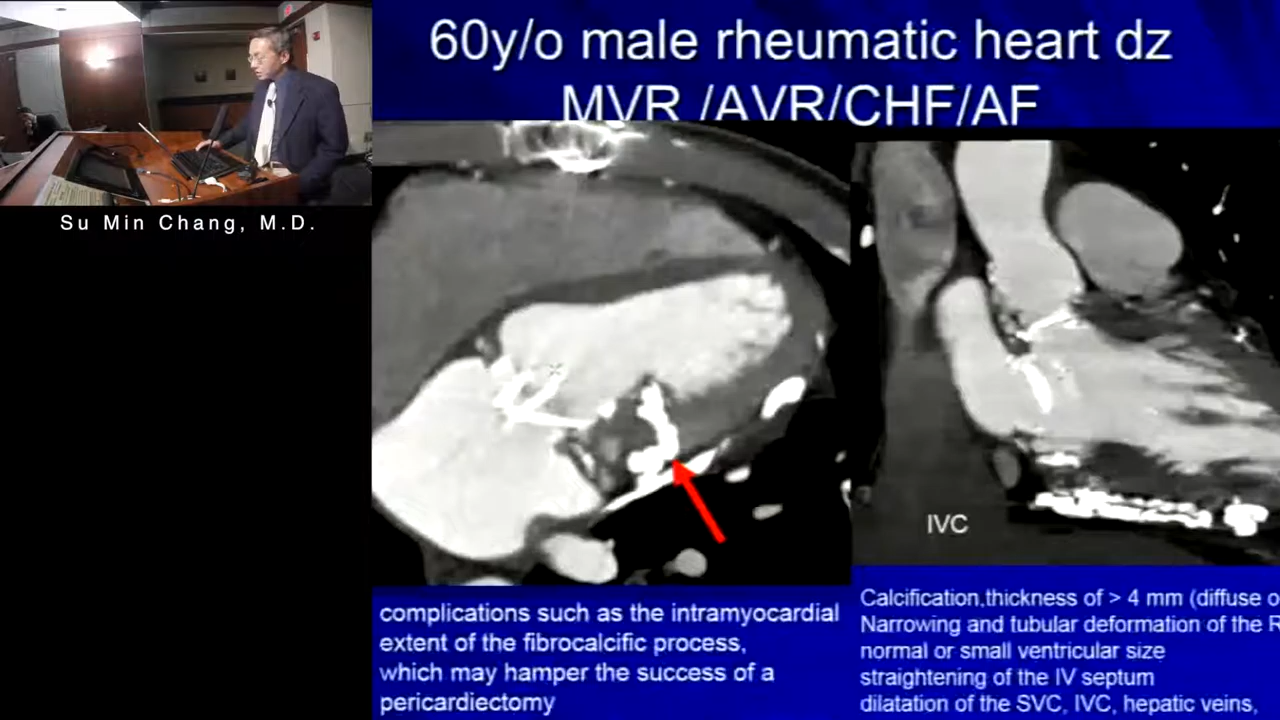 60y/o male rheumatic heart dz
MVR /AVR/CHF/AF
Su Min Chang, M.D.
IVC
complications such as the intramyocardial
extent of the fibrocalcific process,
which may hamper the success of a
pericardiectomy
Calcification,thickness of > 4 mm (diffuse o
Narrowing and tubular deformation of the R
normal or small ventricular size
straightening of the IV septum
dilatation of the SVC, IVC, hepatic veins,